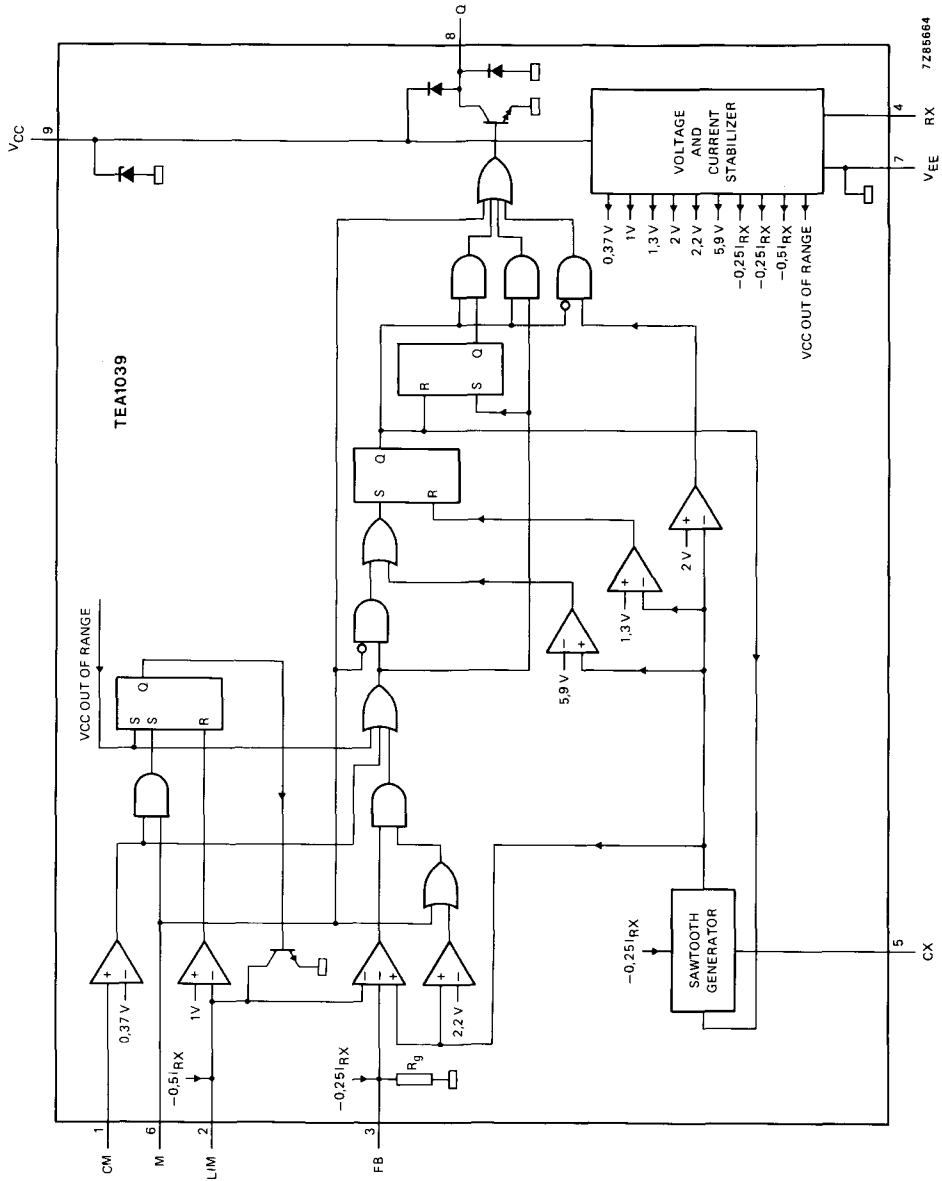 TEA1039
VCC
9
8
Q
CM
1
M
6
LIM
2
FB
3
0,37 V
+
−
−0,5IRX
1V
+
−
−0,25IRX
Rg
−
−
+
+
−
2,2 V
VCC OUT OF RANGE
S
S
R
Q
S
R
Q
R
S
Q
5,9 V
−
+
1,3 V
+
−
2 V
+
−
−0,25IRX
SAWTOOTH
GENERATOR
5
CX
VOLTAGE
AND
CURRENT
STABILIZER
0,37 V
1V
1,3 V
2 V
2,2 V
5,9 V
−0,25IRX
−0,25IRX
−0,5IRX
VCC OUT OF RANGE
7
VEE
4
RX
7Z85664